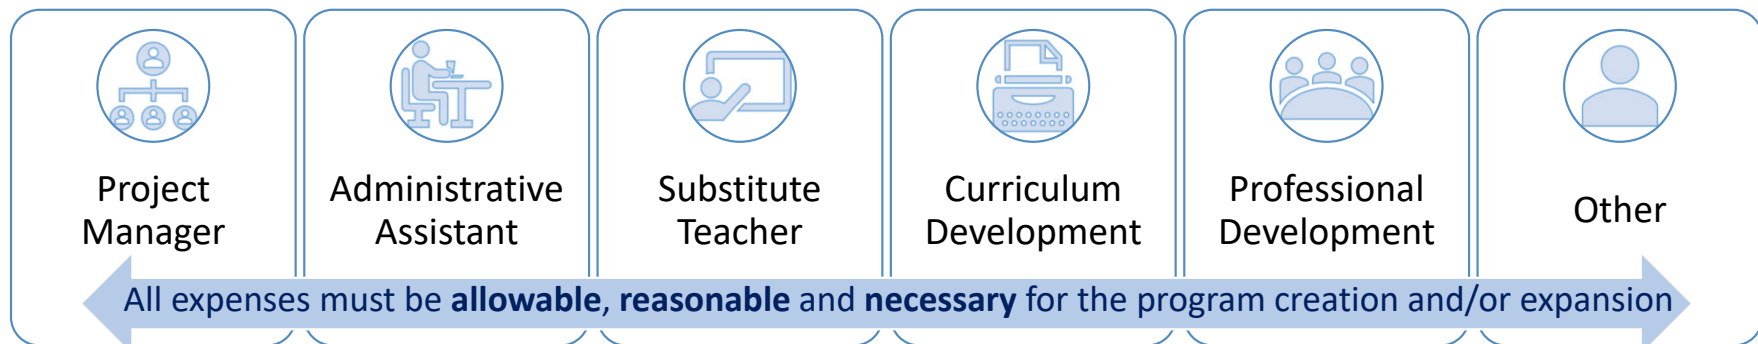 Project
Manager
Administrative
Assistant
Substitute
Teacher
Curriculum
Development
Professional
Development
Other
All expenses must be allowable, reasonable and necessary for the program creation and/or expansion